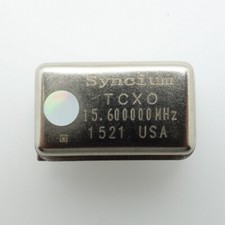 Syncium
TCXO
15.600000MHz
1521 USA